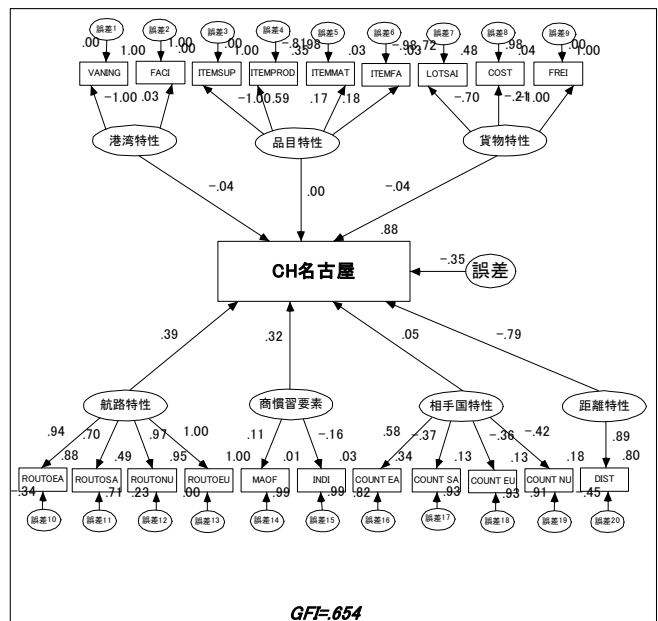 誤差1 誤差2 誤差3 誤差4 誤差5 誤差6 誤差7 誤差8 誤差9
.00 1.00 1.00 .00 .00 1.00 .35 .03 .03 .72 .48 .98 .04 .00 1.00
VANING FACI ITEMSUP ITEMPROD ITEMMAT ITEMFA LOTSAI COST FREI
-1.00 .03 -1.00 .59 .17 .18 -.70 -.21 -1.00
港湾特性 品目特性 貨物特性
-.04 .00 -.04
.88
CH名古屋
-.35
誤差
.39 .32 .05 -.79
航路特性 商慣習要素 相手国特性 距離特性
.94 .70 .97 1.00 .11 -.16 .58 -.37 -.36 -.42 .89
.88 .49 .95 1.00 .01 .03 .34 .13 .13 .18 .80
ROUTOEA ROUTOSA ROUTONU ROUTOEU MAOF INDI COUNT EA COUNT SA COUNT EU COUNT NU DIST
.34 .71 .23 .00 .99 .99 .82 .93 .93 .91 .45
誤差10 誤差11 誤差12 誤差13 誤差14 誤差15 誤差16 誤差17 誤差18 誤差19 誤差20
GFI=.654